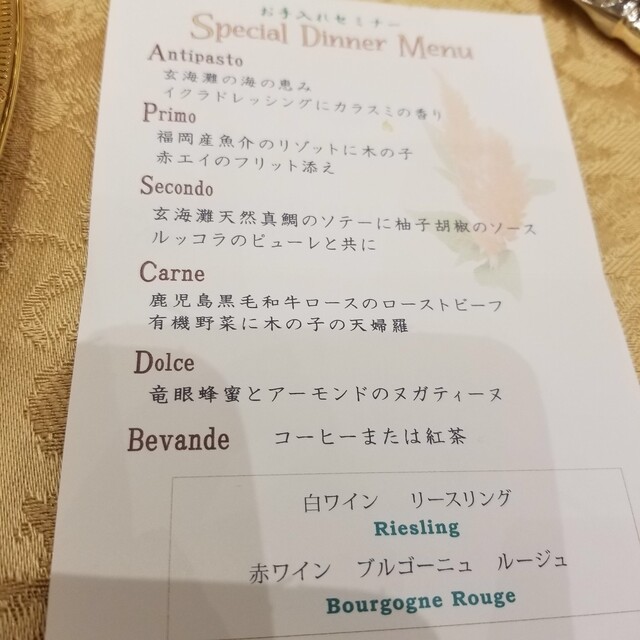 お手入れセミナー
Special Dinner Menu
Antipasto
玄海灘の海の恵み
イクラドレッシングにカラスミの香り
Primo
福岡産魚介のリゾットに木の子
赤エイのフリット添え
Secondo
玄海灘天然真鯛のソテーに柚子胡椒のソース
ルッコラのピューレと共に
Carne
鹿児島黒毛和牛ロースのローストビーフ
有機野菜に木の子の天婦羅
Dolce
竜眼蜂蜜とアーモンドのヌガティーヌ
Bevande コーヒーまたは紅茶
白ワイン リースリング
Riesling
赤ワイン ブルゴーニュ ルージュ
Bourgogne Rouge